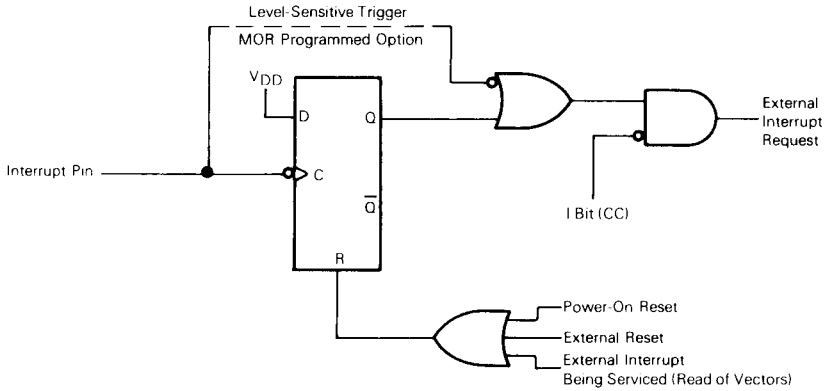 Level-Sensitive Trigger
MOR Programmed Option
VDD
D
Q
External
Interrupt
Request
Interrupt Pin
C
Q̅
I Bit (CC)
R
Power-On Reset
External Reset
External Interrupt
Being Serviced (Read of Vectors)